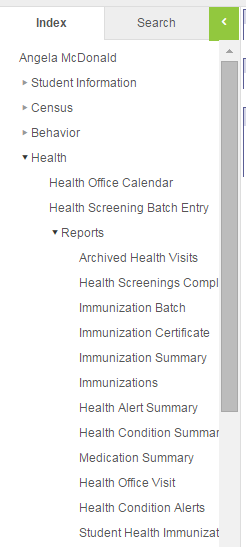 Index Search
Angela McDonald
Student Information
Census
Behavior
Health
Health Office Calendar
Health Screening Batch Entry
Reports
Archived Health Visits
Health Screenings Compl
Immunization Batch
Immunization Certificate
Immunization Summary
Immunizations
Health Alert Summary
Health Condition Summar
Medication Summary
Health Office Visit
Health Condition Alerts
Student Health Immunizat